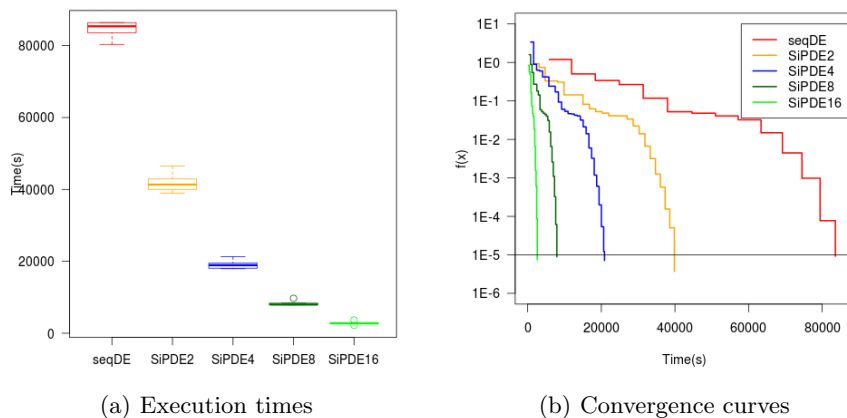 80000
60000
Time(s)
40000
20000
0
seqDE SiPDE2 SiPDE4 SiPDE8 SiPDE16
(a) Execution times
1E1
1E0
1E-1
f(x)
1E-2
1E-3
1E-4
1E-5
1E-6
seqDE
SiPDE2
SiPDE4
SiPDE8
SiPDE16
0 20000 40000 60000 80000
Time(s)
(b) Convergence curves